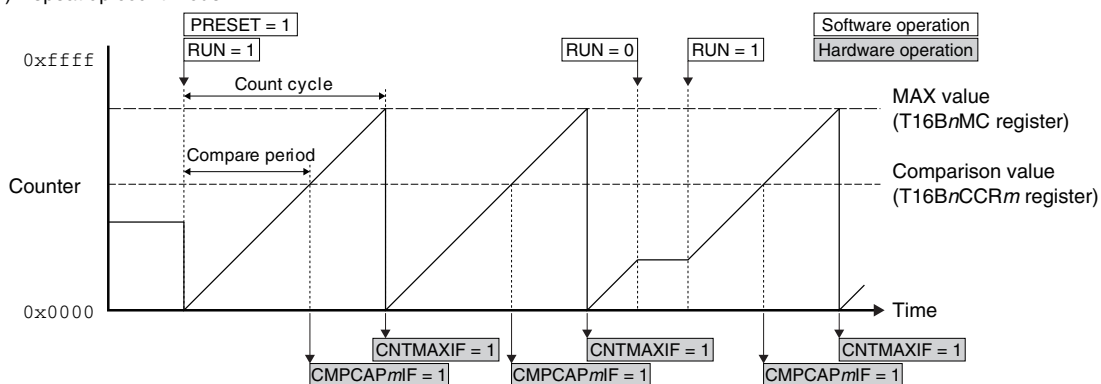 PRESET = 1
Software operation
RUN = 1
RUN = 0
RUN = 1
Hardware operation
0xffff
Count cycle
MAX value
(T16BnMC register)
Compare period
Comparison value
(T16BnCCRm register)
Counter
0x0000
Time
CNTMAXIF = 1
CNTMAXIF = 1
CNTMAXIF = 1
CMPCAPmIF = 1
CMPCAPmIF = 1
CMPCAPmIF = 1